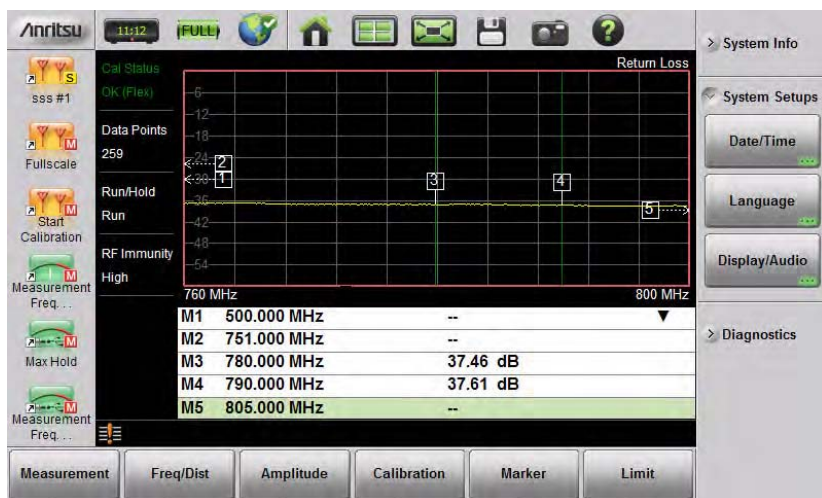 Anritsu
11:12
FULL
?
S
sss #1
M
Fullscale
M
Start
Calibration
M
Measurement
Freq...
M
Max Hold
M
Measurement
Freq...
Cal Status
OK (Flex)
Data Points
259
Run/Hold
Run
RF Immunity
High
Return Loss
-6
-12
-18
-24
-30
-36
-42
-48
-54
2
1
3
4
5
760 MHz
800 MHz
M1 500.000 MHz --
M2 751.000 MHz --
M3 780.000 MHz 37.46 dB
M4 790.000 MHz 37.61 dB
M5 805.000 MHz --
> System Info
System Setups
Date/Time
Language
Display/Audio
> Diagnostics
Measurement
Freq/Dist
Amplitude
Calibration
Marker
Limit